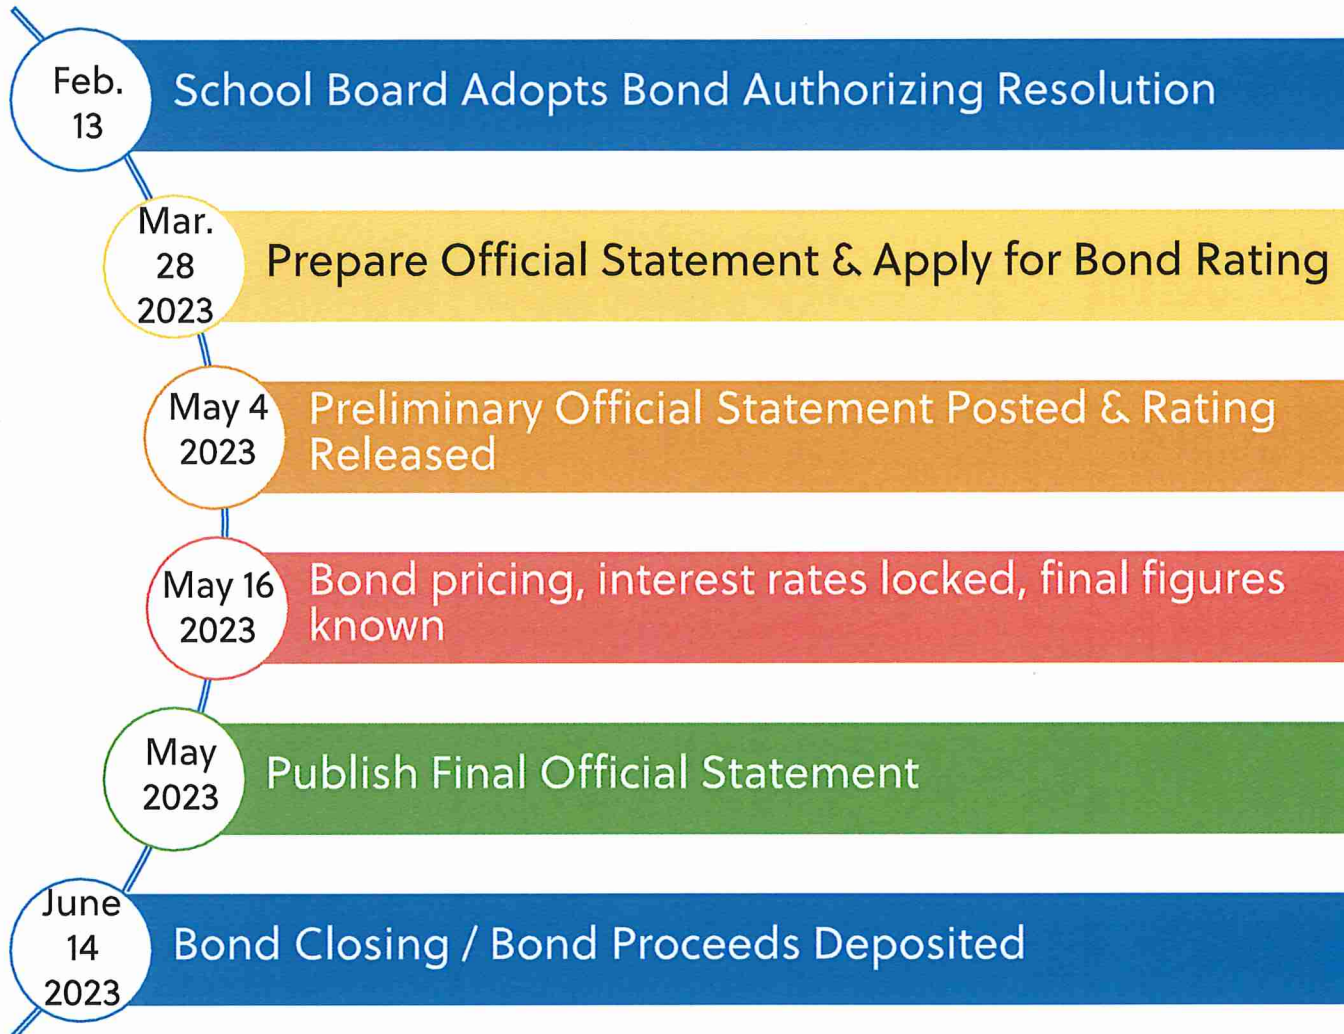 Feb.
13
School Board Adopts Bond Authorizing Resolution
Mar.
28
2023
Prepare Official Statement & Apply for Bond Rating
May 4
2023
Preliminary Official Statement Posted & Rating
Released
May 16
2023
Bond pricing, interest rates locked, final figures
known
May
2023
Publish Final Official Statement
June
14
2023
Bond Closing / Bond Proceeds Deposited